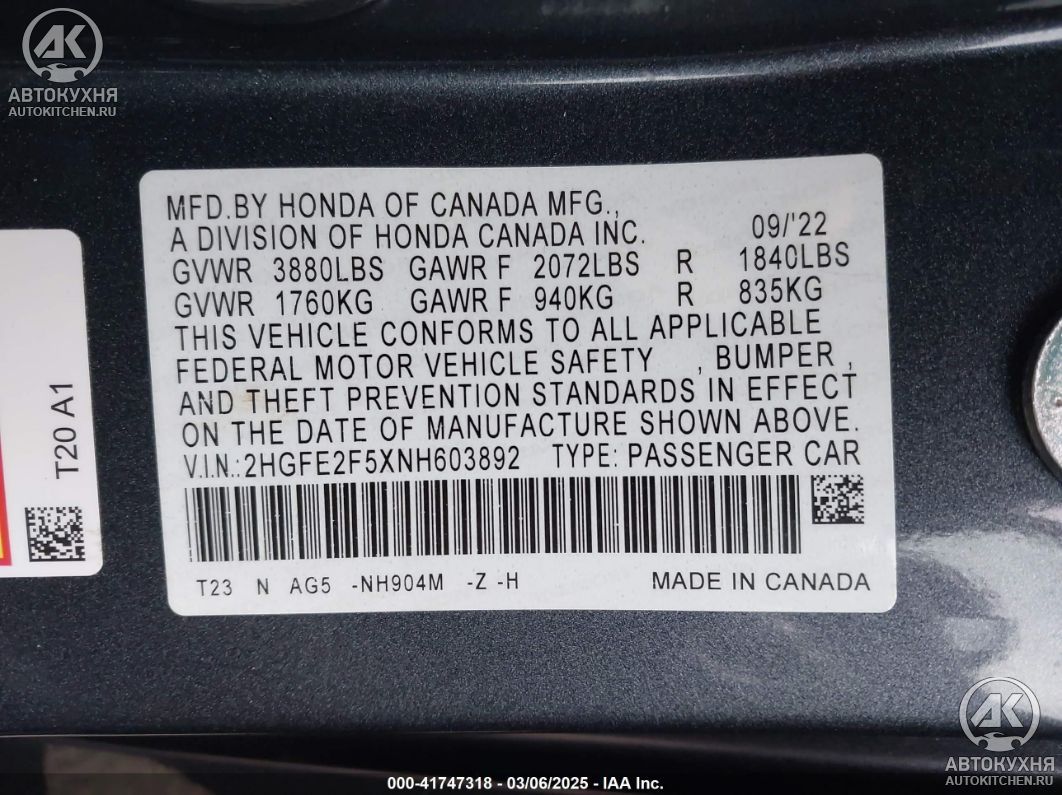 АК
АВТОКУХНЯ
AUTOKITCHEN.RU
MFD.BY HONDA OF CANADA MFG.,
A DIVISION OF HONDA CANADA INC. 09/'22
GVWR 3880LBS GAWR F 2072LBS R 1840LBS
GVWR 1760KG GAWR F 940KG R 835KG
THIS VEHICLE CONFORMS TO ALL APPLICABLE
FEDERAL MOTOR VEHICLE SAFETY , BUMPER ,
AND THEFT PREVENTION STANDARDS IN EFFECT
ON THE DATE OF MANUFACTURE SHOWN ABOVE.
V.I.N.:2HGFE2F5XNH603892 TYPE: PASSENGER CAR
T23 N AG5 -NH904M -Z -H MADE IN CANADA
T20 A1
АК
АВТОКУХНЯ
AUTOKITCHEN.RU
000-41747318 - 03/06/2025 - IAA Inc.